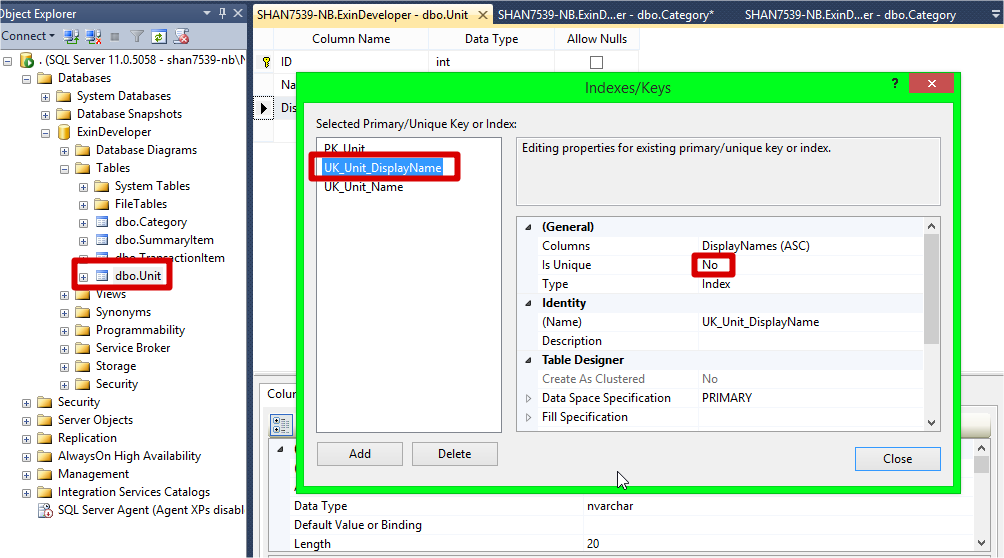 Object Explorer
Connect
. (SQL Server 11.0.5058 - shan7539-nb\N
Databases
System Databases
Database Snapshots
ExinDeveloper
Database Diagrams
Tables
System Tables
FileTables
dbo.Category
dbo.SummaryItem
dbo.TransactionItem
dbo.Unit
Views
Synonyms
Programmability
Service Broker
Storage
Security
Security
Server Objects
Replication
AlwaysOn High Availability
Management
Integration Services Catalogs
SQL Server Agent (Agent XPs disabl
SHAN7539-NB.ExinDeveloper - dbo.Unit
SHAN7539-NB.ExinD...er - dbo.Category*
SHAN7539-NB.ExinD...er - dbo.Category
Column Name Data Type Allow Nulls
ID int
Na
Dis
Indexes/Keys
?
Selected Primary/Unique Key or Index:
PK_Unit
UK_Unit_DisplayName
UK_Unit_Name
Editing properties for existing primary/unique key or index.
(General)
Columns DisplayNames (ASC)
Is Unique No
Type Index
Identity
(Name) UK_Unit_DisplayName
Description
Table Designer
Create As Clustered No
Data Space Specification PRIMARY
Fill Specification
Add
Delete
Close
Colum
Data Type nvarchar
Default Value or Binding
Length 20